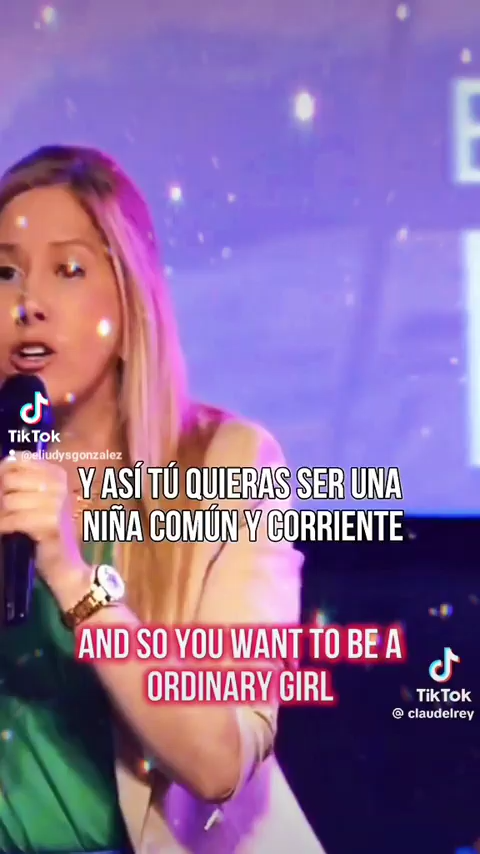 TikTok
@eliudysgonzalez
Y ASÍ TÚ QUIERAS SER UNA
NIÑA COMÚN Y CORRIENTE
AND SO YOU WANT TO BE A
ORDINARY GIRL
TikTok
@ claudelrey